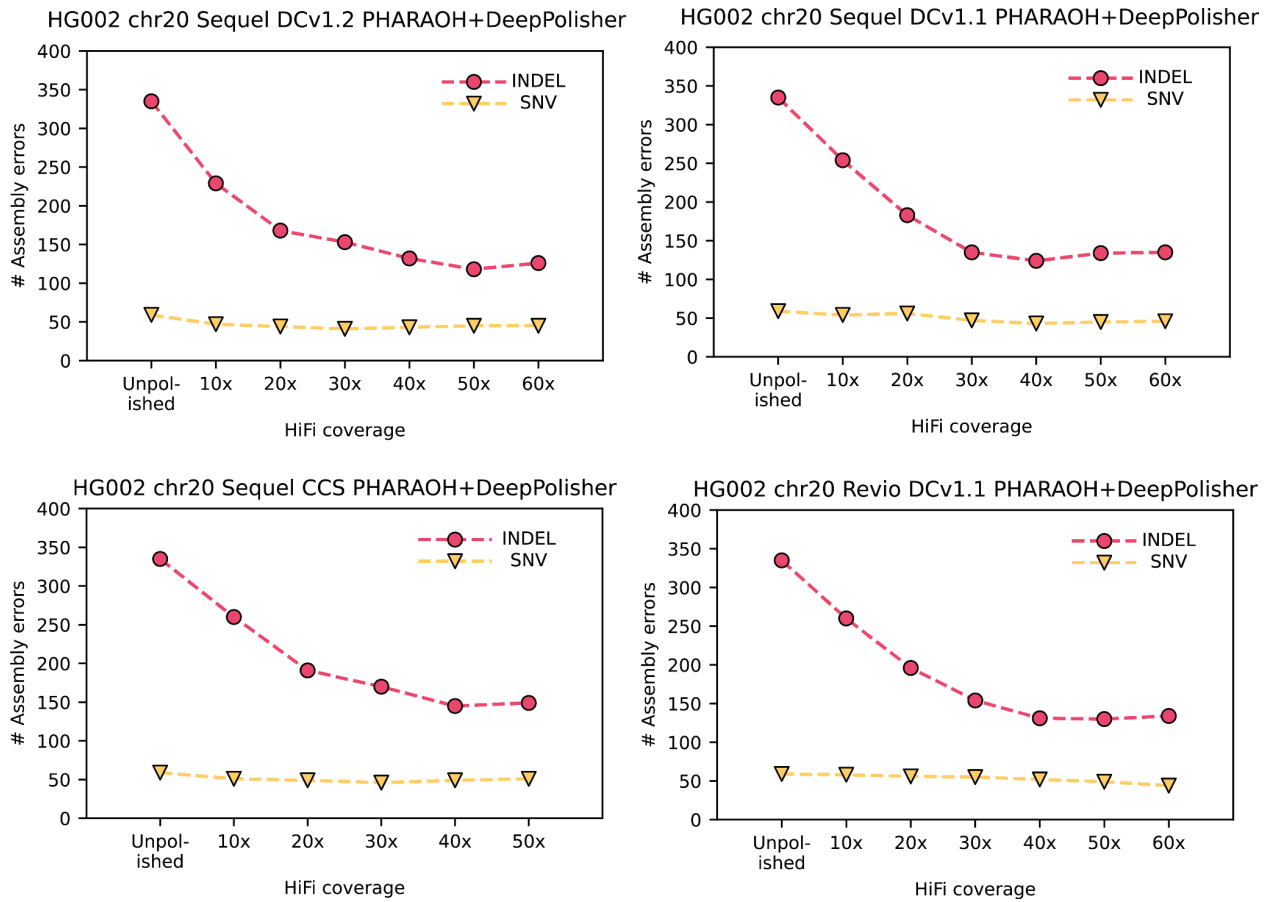 HG002 chr20 Sequel DCv1.2 PHARAOH+DeepPolisher
400
350
300
250
200
150
100
50
0
# Assembly errors
INDEL
SNV
Unpol-
ished
10x
20x
30x
40x
50x
60x
HiFi coverage
HG002 chr20 Sequel DCv1.1 PHARAOH+DeepPolisher
400
350
300
250
200
150
100
50
0
# Assembly errors
INDEL
SNV
Unpol-
ished
10x
20x
30x
40x
50x
60x
HiFi coverage
HG002 chr20 Sequel CCS PHARAOH+DeepPolisher
400
350
300
250
200
150
100
50
0
# Assembly errors
INDEL
SNV
Unpol-
ished
10x
20x
30x
40x
50x
HiFi coverage
HG002 chr20 Revio DCv1.1 PHARAOH+DeepPolisher
400
350
300
250
200
150
100
50
0
# Assembly errors
INDEL
SNV
Unpol-
ished
10x
20x
30x
40x
50x
60x
HiFi coverage